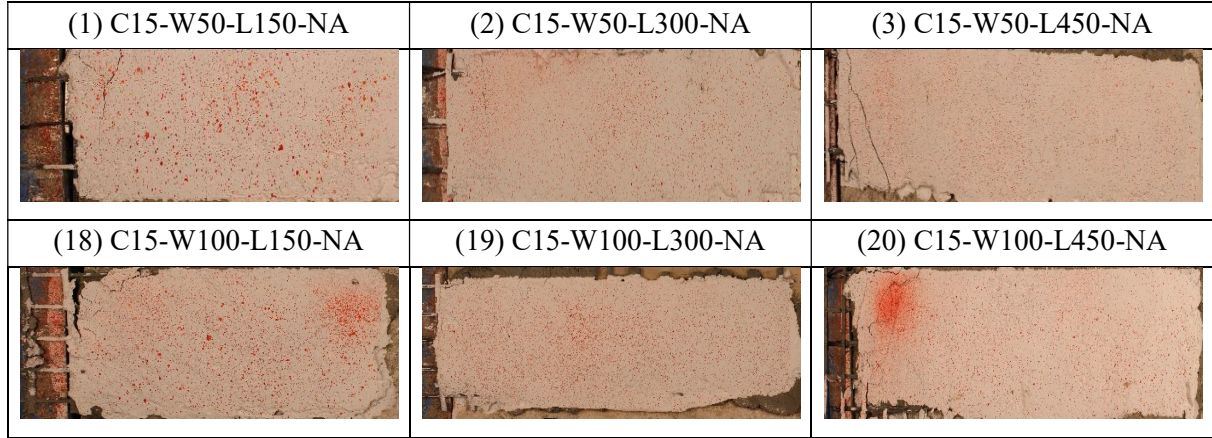 (1) C15-W50-L150-NA
(2) C15-W50-L300-NA
(3) C15-W50-L450-NA
(18) C15-W100-L150-NA
(19) C15-W100-L300-NA
(20) C15-W100-L450-NA